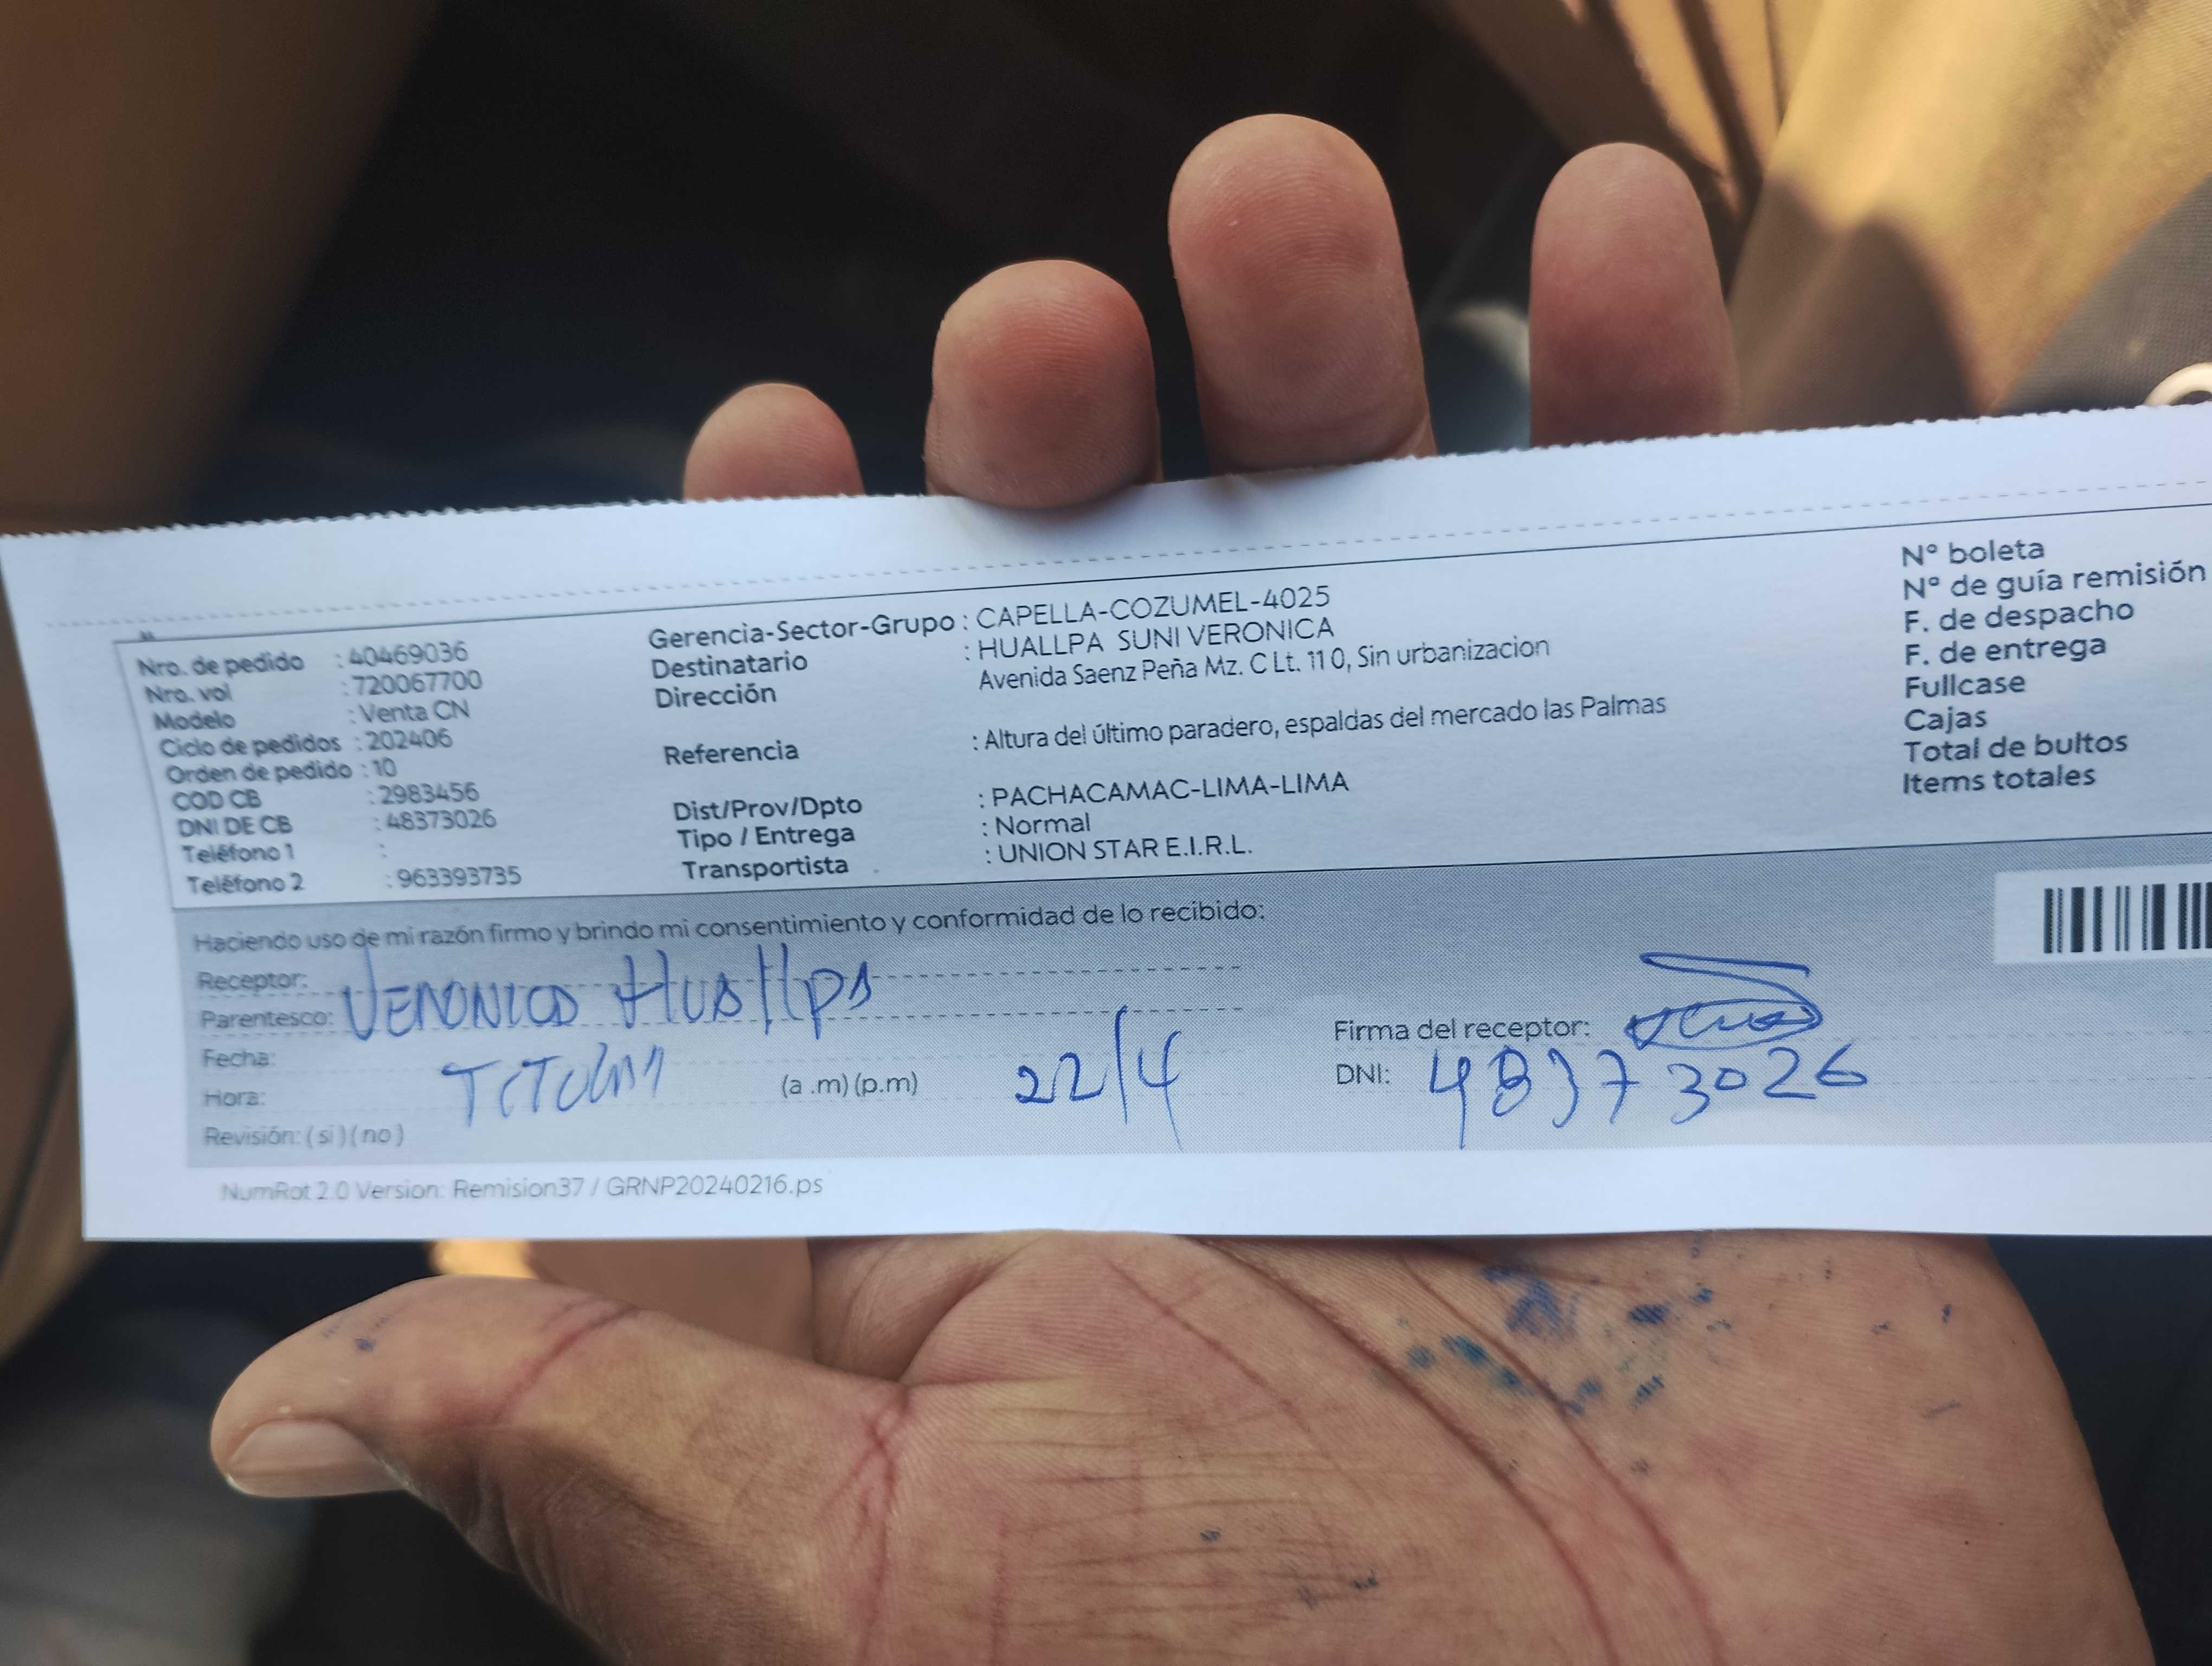 Nro. de pedido : 40469036
Nro. vol : 720067700
Modelo : Venta CN
Ciclo de pedidos : 202406
Orden de pedido : 10
COD CB : 2983456
DNI DE CB : 48373026
Teléfono 1 :
Teléfono 2 : 963393735
Gerencia-Sector-Grupo : CAPELLA-COZUMEL-4025
Destinatario : HUALLPA SUNI VERONICA
Dirección Avenida Saenz Peña Mz. C Lt. 11 0, Sin urbanizacion
Referencia : Altura del último paradero, espaldas del mercado las Palmas
Dist/Prov/Dpto : PACHACAMAC-LIMA-LIMA
Tipo / Entrega : Normal
Transportista : UNION STAR E.I.R.L.
N° boleta
N° de guía remisión
F. de despacho
F. de entrega
Fullcase
Cajas
Total de bultos
Items totales
Haciendo uso de mi razón firmo y brindo mi consentimiento y conformidad de lo recibido:
Receptor: VERONICA HUALLPA
Parentesco:
Fecha: TITULAR
Hora: (a .m) (p.m) 22/4
Revisión: ( si ) ( no )
Firma del receptor:
DNI: 48373026
NumRot 2.0 Version: Remision37 / GRNP20240216.ps